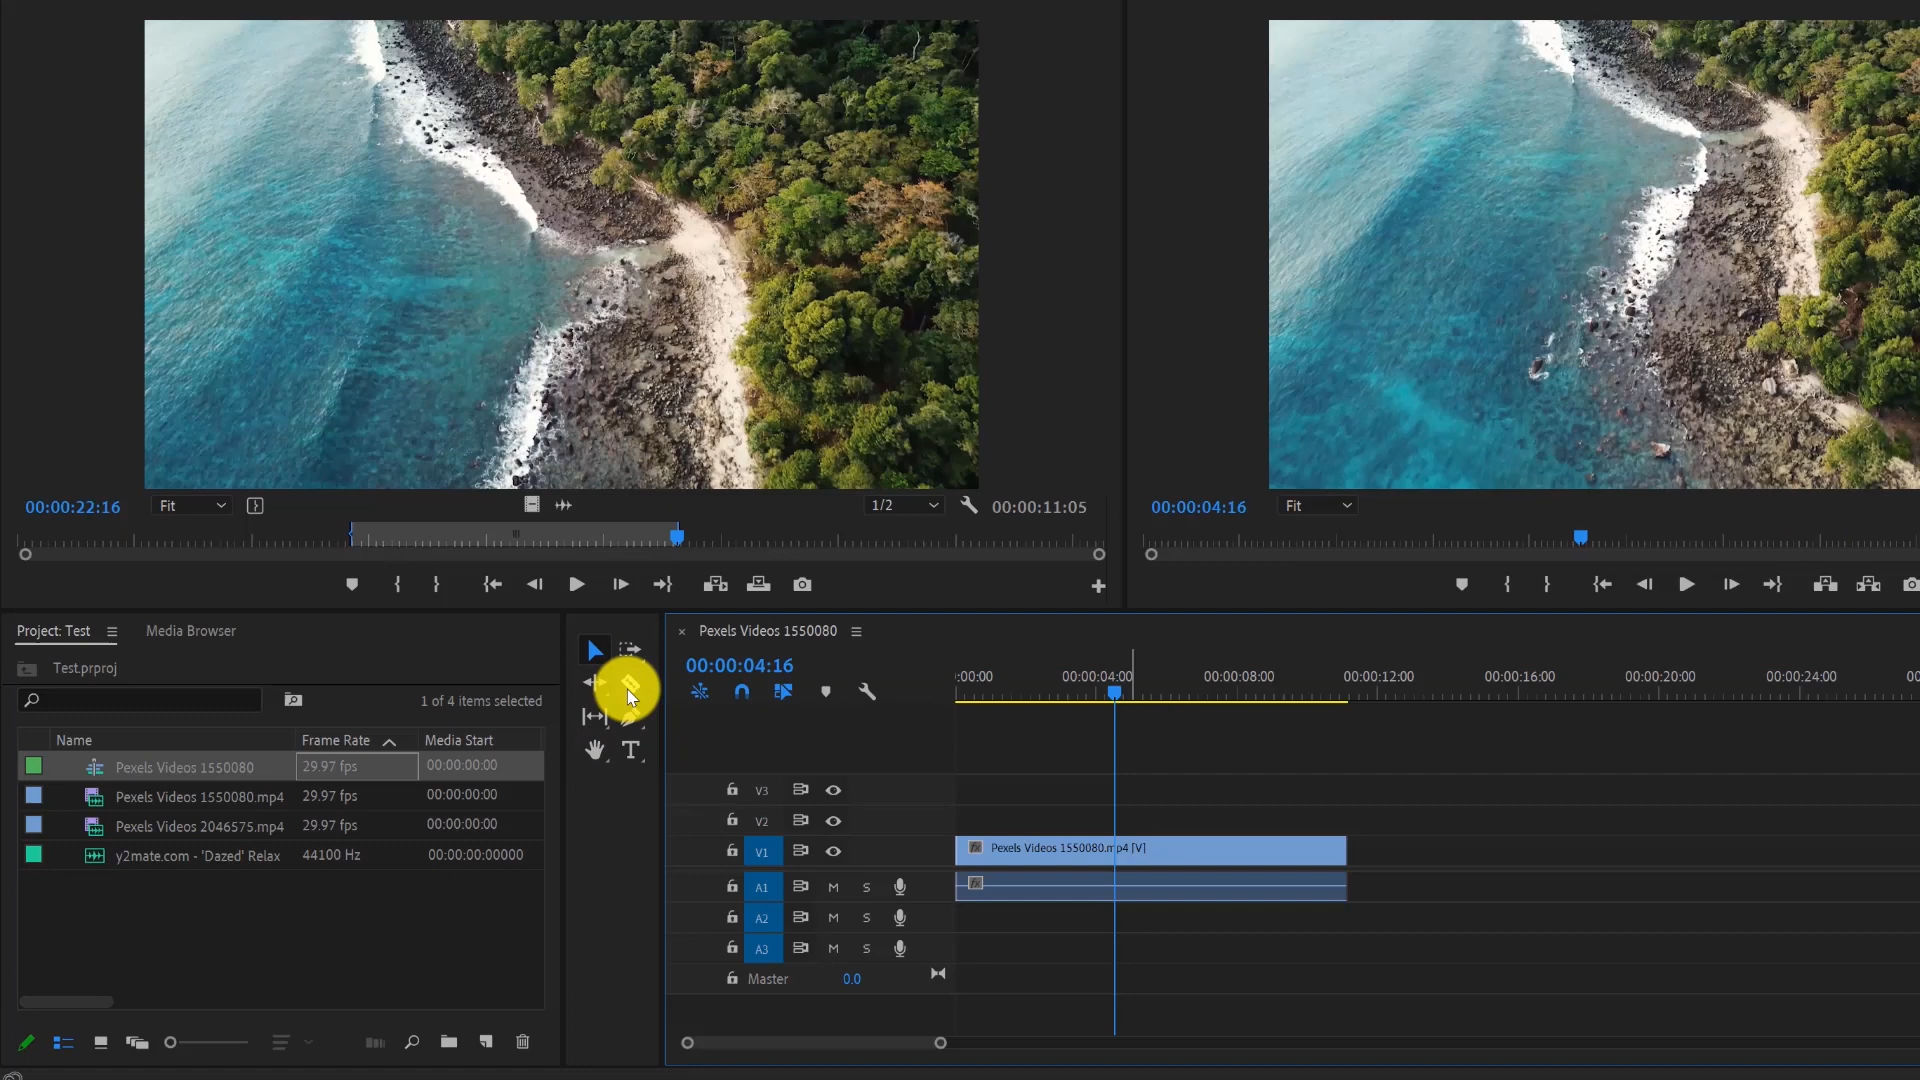 00:00:22:16 Fit 1/2 00:00:11:05
00:00:04:16 Fit
Project: Test Media Browser
Test.prproj
1 of 4 items selected
Name Frame Rate Media Start
Pexels Videos 1550080 29.97 fps 00:00:00:00
Pexels Videos 1550080.mp4 29.97 fps 00:00:00:00
Pexels Videos 2046575.mp4 29.97 fps 00:00:00:00
y2mate.com - 'Dazed' Relax 44100 Hz 00:00:00:00000
T
× Pexels Videos 1550080
00:00:04:16
:00:00 00:00:04:00 00:00:08:00 00:00:12:00 00:00:16:00 00:00:20:00 00:00:24:00 00
V3
V2
V1 fx Pexels Videos 1550080.mp4 [V]
A1 M S fx
A2 M S
A3 M S
Master 0.0